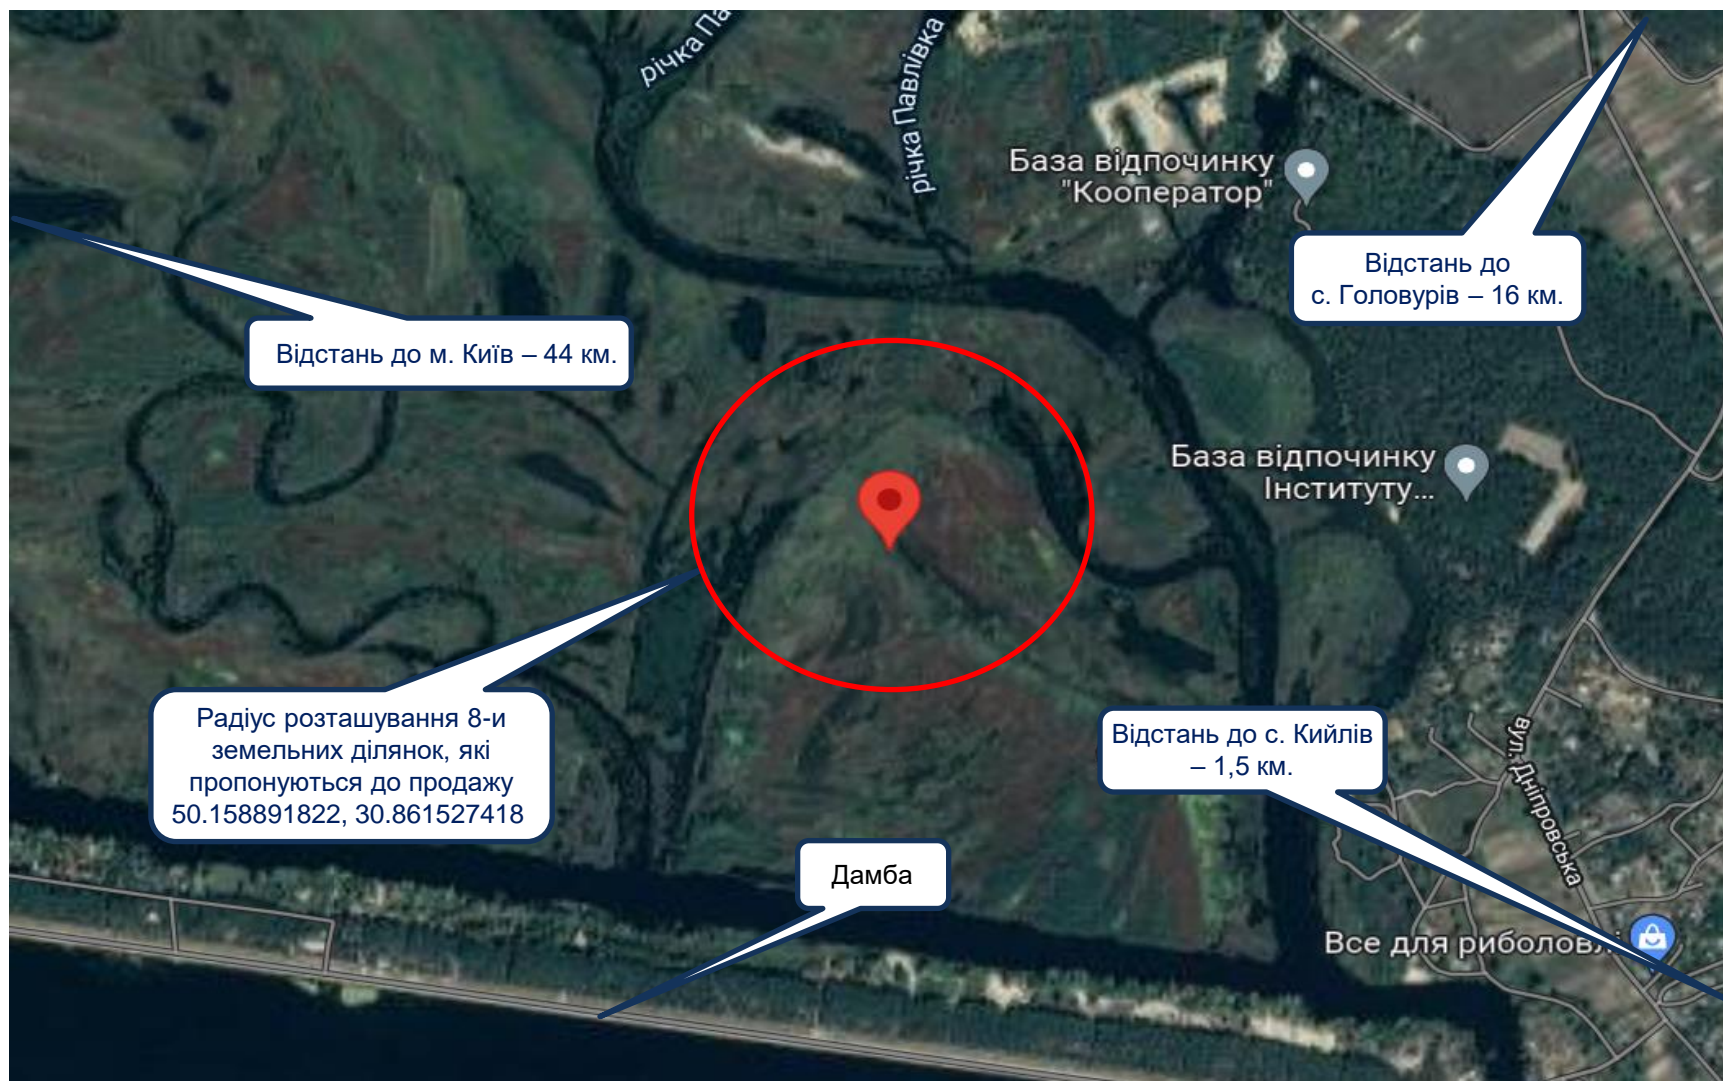 річка Па
річка Павлівка
База відпочинку
"Кооператор"
Відстань до
с. Головурів – 16 км.
Відстань до м. Київ – 44 км.
База відпочинку
Інституту...
Радіус розташування 8-и
земельних ділянок, які
пропонуються до продажу
50.158891822, 30.861527418
Відстань до с. Кийлів
– 1,5 км.
вул. Дніпровська
Дамба
Все для риболовлі